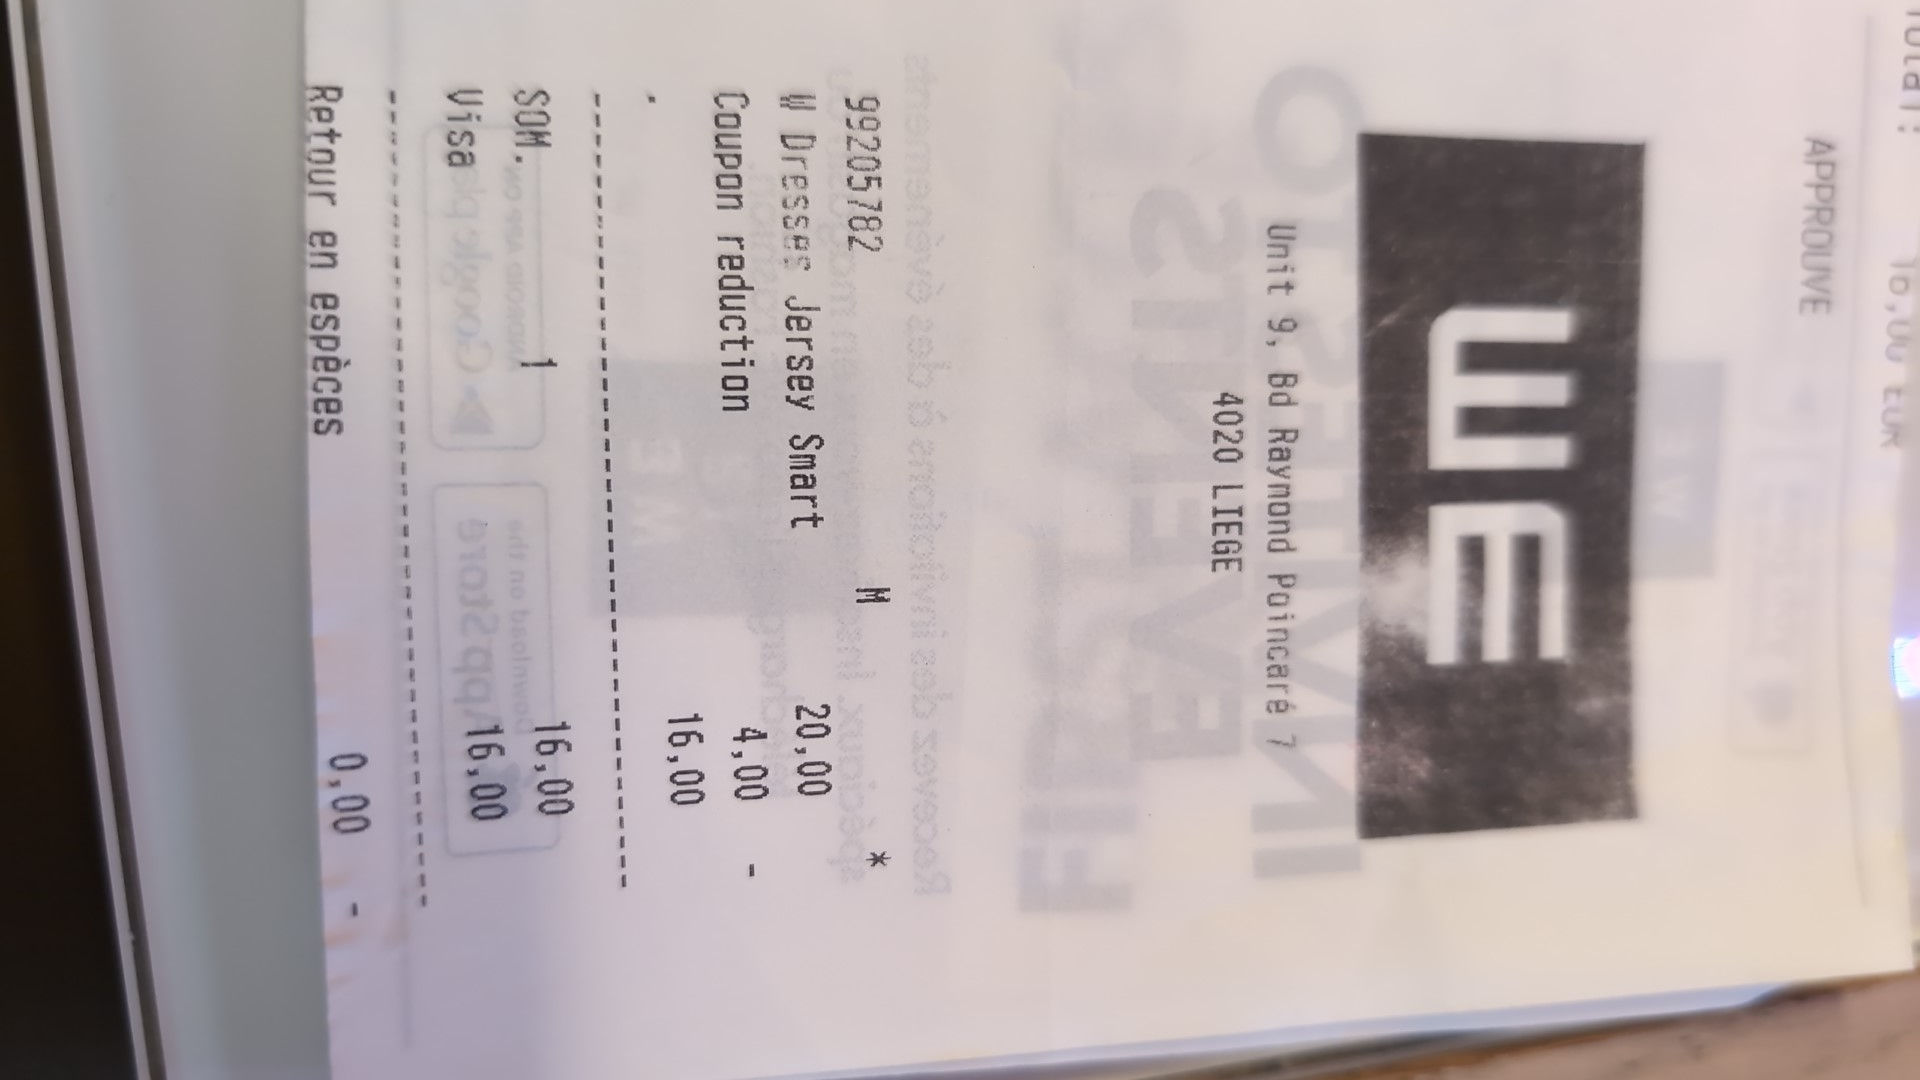 Total: 16,00 EUR
APPROUVE
WE
Unit 9, Bd Raymond Poincaré 7
4020 LIEGE
99205782 M *
W Dresses Jersey Smart 20,00
Coupon reduction 4,00 -
16,00
.
SOM. 1 16,00
Visa 16,00
Retour en espèces 0,00 -